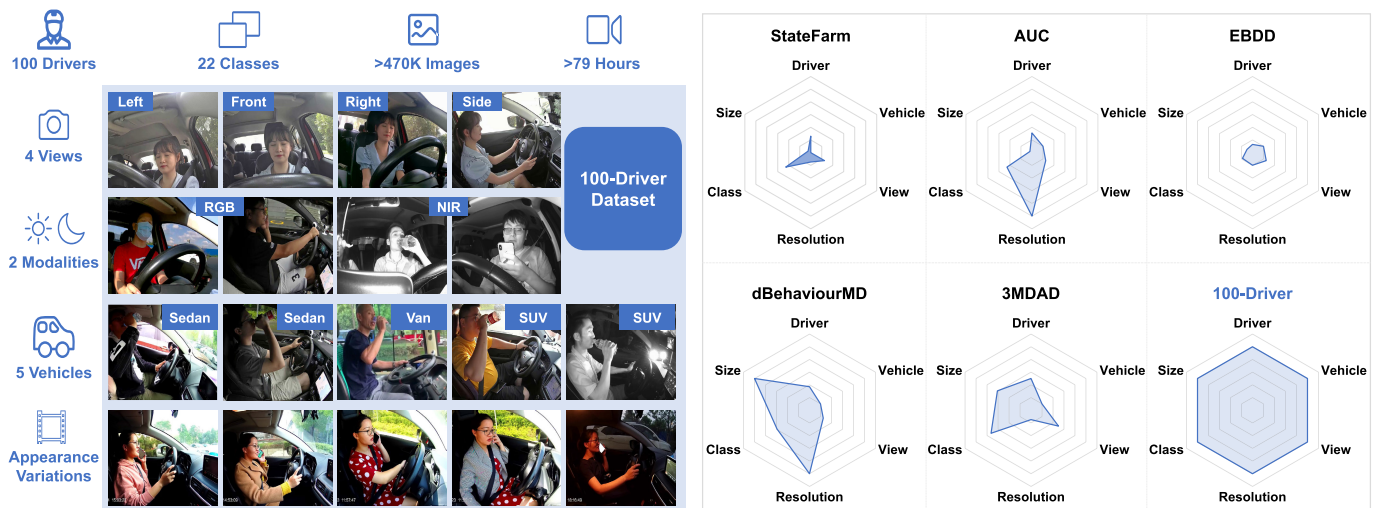 100 Drivers
22 Classes
>470K Images
>79 Hours
4 Views
Left
Front
Right
Side
100-Driver
Dataset
2 Modalities
RGB
NIR
5 Vehicles
Sedan
Sedan
Van
SUV
SUV
Appearance
Variations
StateFarm
Driver
Size
Vehicle
Class
View
Resolution
AUC
Driver
Size
Vehicle
Class
View
Resolution
EBDD
Driver
Size
Vehicle
Class
View
Resolution
dBehaviourMD
Driver
Size
Vehicle
Class
View
Resolution
3MDAD
Driver
Size
Vehicle
Class
View
Resolution
100-Driver
Driver
Size
Vehicle
Class
View
Resolution